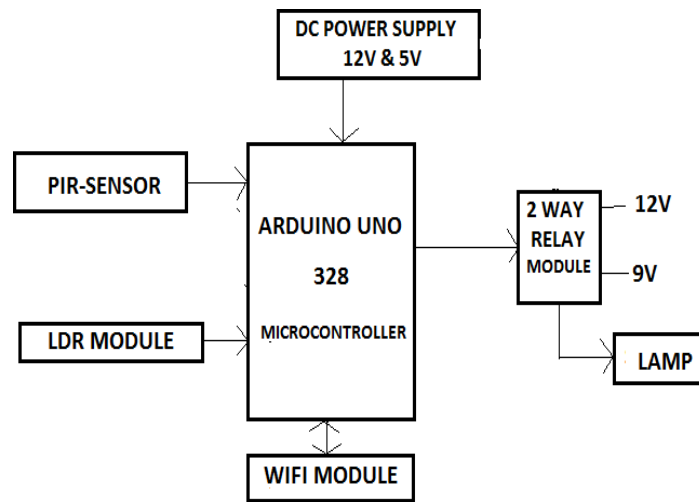 DC POWER SUPPLY
12V & 5V
PIR-SENSOR
ARDUINO UNO
328
MICROCONTROLLER
2 WAY
RELAY
MODULE
12V
9V
LDR MODULE
LAMP
WIFI MODULE